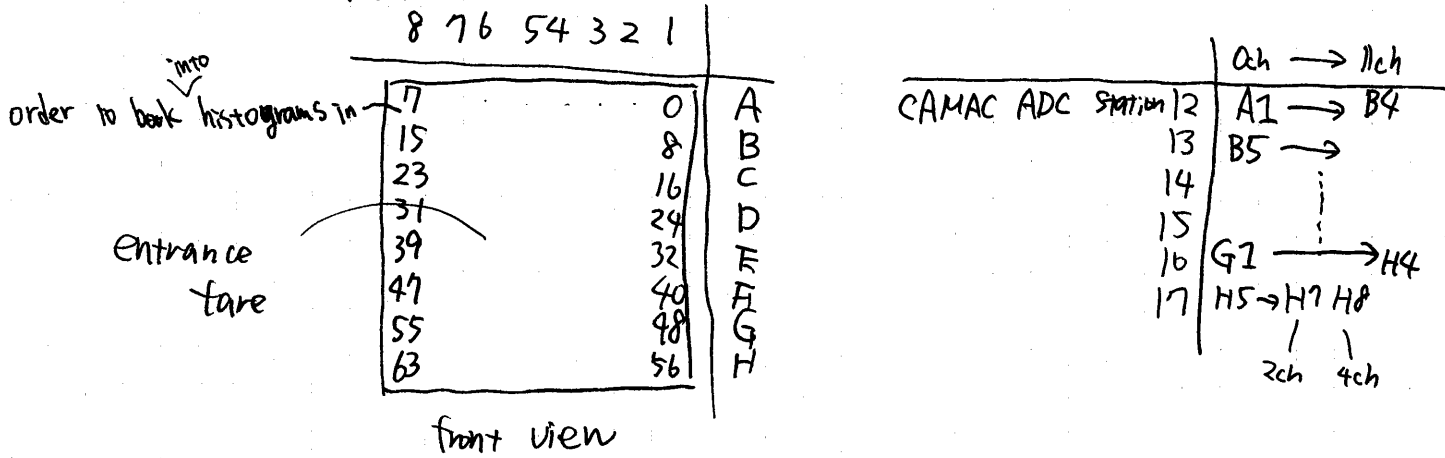 8 7 6 5 4 3 2 1
into
order to book histograms in
7 . . . . . 0 A
15 8 B
23 16 C
31 24 D
39 32 E
47 40 F
55 48 G
63 56 H
entrance
fare
front view
0ch → 11ch
CAMAC ADC Station 12 A1 → B4
13 B5 →
14
15
16 G1 → H4
17 H5 → H7 H8
2ch 4ch